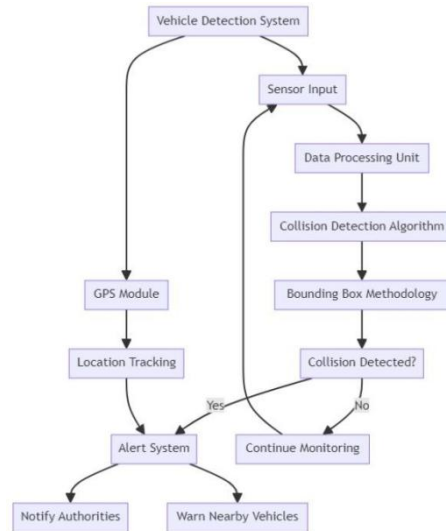 Vehicle Detection System
Sensor Input
Data Processing Unit
Collision Detection Algorithm
GPS Module
Bounding Box Methodology
Location Tracking
Collision Detected?
Yes
No
Alert System
Continue Monitoring
Notify Authorities
Warn Nearby Vehicles